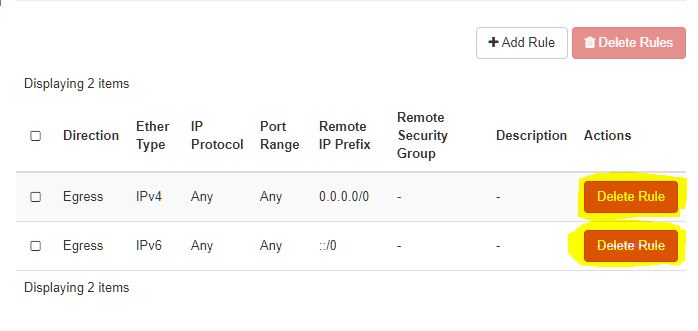 Add Rule Delete Rules
Displaying 2 items
Direction Ether Type IP Protocol Port Range Remote IP Prefix Remote Security Group Description Actions
Egress IPv4 Any Any 0.0.0.0/0 - - Delete Rule
Egress IPv6 Any Any ::/0 - - Delete Rule
Displaying 2 items